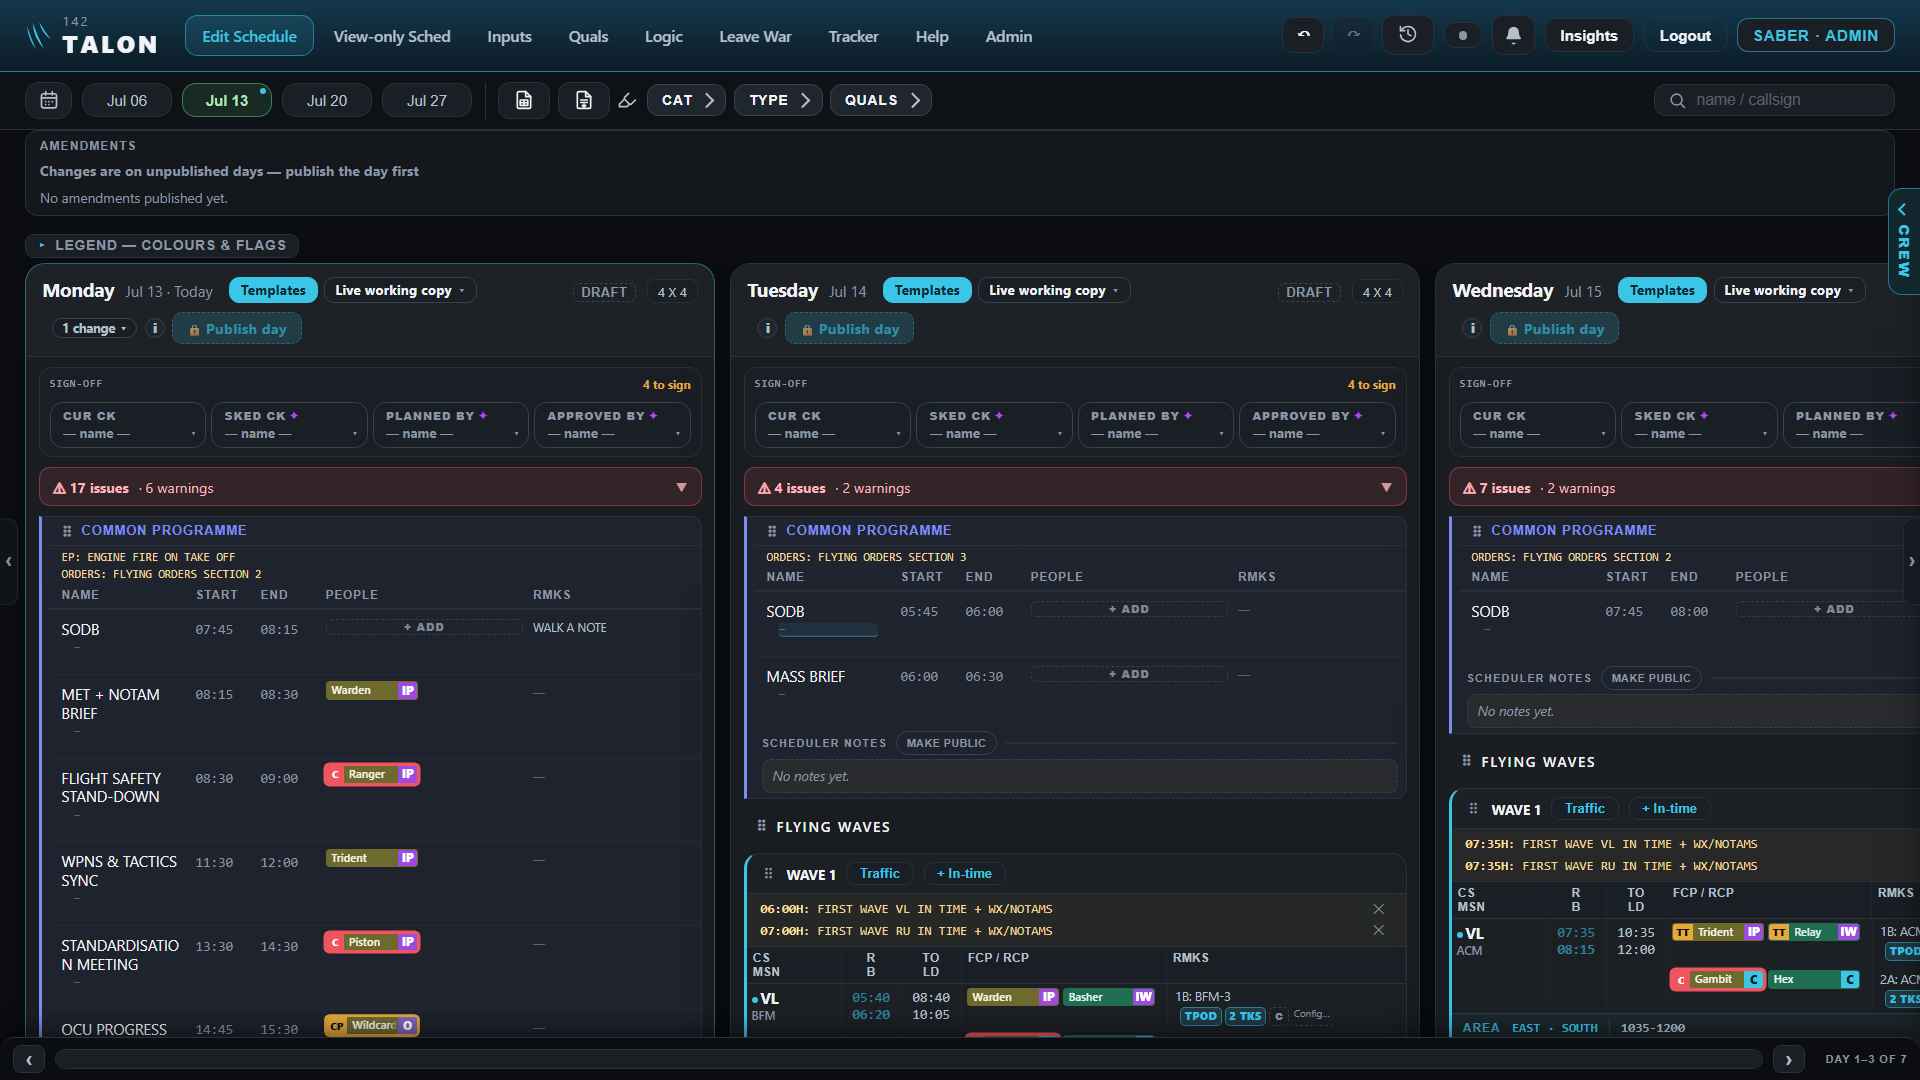 142
TALON
Edit Schedule
View-only Sched
Inputs
Quals
Logic
Leave War
Tracker
Help
Admin
Insights
Logout
SABER · ADMIN
Jul 06
Jul 13
Jul 20
Jul 27
CAT
TYPE
QUALS
name / callsign
AMENDMENTS
Changes are on unpublished days — publish the day first
No amendments published yet.
LEGEND — COLOURS & FLAGS
CREW
Monday Jul 13 · Today
Templates
Live working copy
DRAFT
4 X 4
1 change
i
Publish day
SIGN-OFF
4 to sign
CUR CK
— name —
SKED CK
— name —
PLANNED BY
— name —
APPROVED BY
— name —
17 issues · 6 warnings
COMMON PROGRAMME
EP: ENGINE FIRE ON TAKE OFF
ORDERS: FLYING ORDERS SECTION 2
NAME START END PEOPLE RMKS
SODB 07:45 08:15 + ADD WALK A NOTE
—
MET + NOTAM BRIEF 08:15 08:30 Warden IP —
—
FLIGHT SAFETY STAND-DOWN 08:30 09:00 C Ranger IP —
—
WPNS & TACTICS SYNC 11:30 12:00 Trident IP —
—
STANDARDISATIO
N MEETING 13:30 14:30 C Piston IP —
—
OCU PROGRESS 14:45 15:30 CP Wildcard O —
Tuesday Jul 14
Templates
Live working copy
DRAFT
4 X 4
i
Publish day
SIGN-OFF
4 to sign
CUR CK
— name —
SKED CK
— name —
PLANNED BY
— name —
APPROVED BY
— name —
4 issues · 2 warnings
COMMON PROGRAMME
ORDERS: FLYING ORDERS SECTION 3
NAME START END PEOPLE RMKS
SODB 05:45 06:00 + ADD —
—
MASS BRIEF 06:00 06:30 + ADD —
—
SCHEDULER NOTES MAKE PUBLIC
No notes yet.
FLYING WAVES
WAVE 1 Traffic + In-time
06:00H: FIRST WAVE VL IN TIME + WX/NOTAMS
07:00H: FIRST WAVE RU IN TIME + WX/NOTAMS
CS R TO FCP / RCP RMKS
MSN B LD
VL 05:40 08:40 Warden IP Basher IW 1B: BFM-3
BFM 06:20 10:05 TPOD 2 TKS C Config...
Wednesday Jul 15
Templates
Live working copy
i
Publish day
SIGN-OFF
CUR CK
— name —
SKED CK
— name —
PLANNED BY
— name —
7 issues · 2 warnings
COMMON PROGRAMME
ORDERS: FLYING ORDERS SECTION 2
NAME START END PEOPLE
SODB 07:45 08:00 + ADD
—
SCHEDULER NOTES MAKE PUBLIC
No notes yet.
FLYING WAVES
WAVE 1 Traffic + In-time
07:35H: FIRST WAVE VL IN TIME + WX/NOTAMS
07:35H: FIRST WAVE RU IN TIME + WX/NOTAMS
CS R TO FCP / RCP RMKS
MSN B LD
VL 07:35 10:35 TT Trident IP TT Relay IW 1B: ACM
ACM 08:15 12:00 TPOD
C Gambit C Hex C 2A: ACM
2 TKS
AREA EAST · SOUTH 1035-1200
DAY 1–3 OF 7